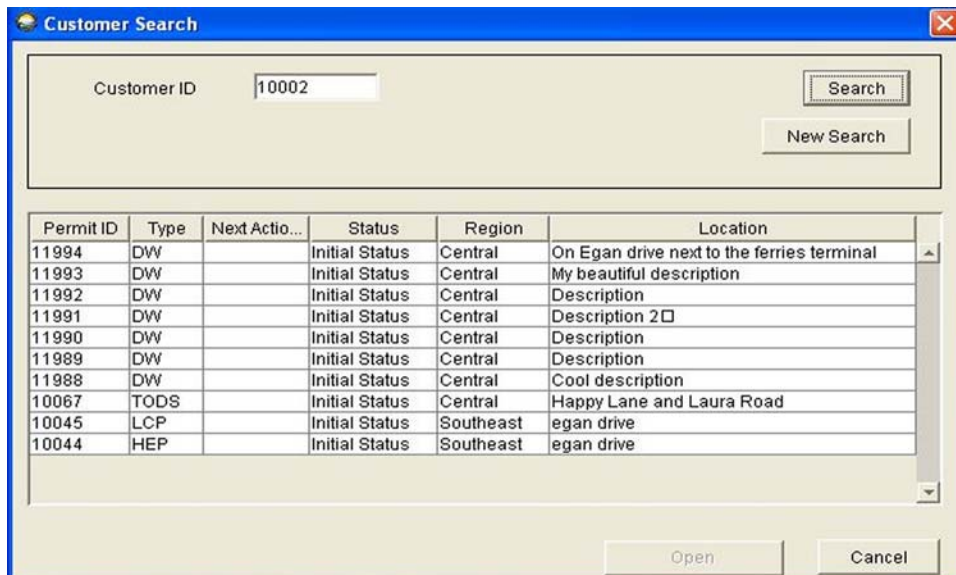 Customer Search
Customer ID 10002 Search
New Search
Permit ID Type Next Actio... Status Region Location
11994 DW Initial Status Central On Egan drive next to the ferries terminal
11993 DW Initial Status Central My beautiful description
11992 DW Initial Status Central Description
11991 DW Initial Status Central Description 2□
11990 DW Initial Status Central Description
11989 DW Initial Status Central Description
11988 DW Initial Status Central Cool description
10067 TODS Initial Status Central Happy Lane and Laura Road
10045 LCP Initial Status Southeast egan drive
10044 HEP Initial Status Southeast egan drive
Open Cancel